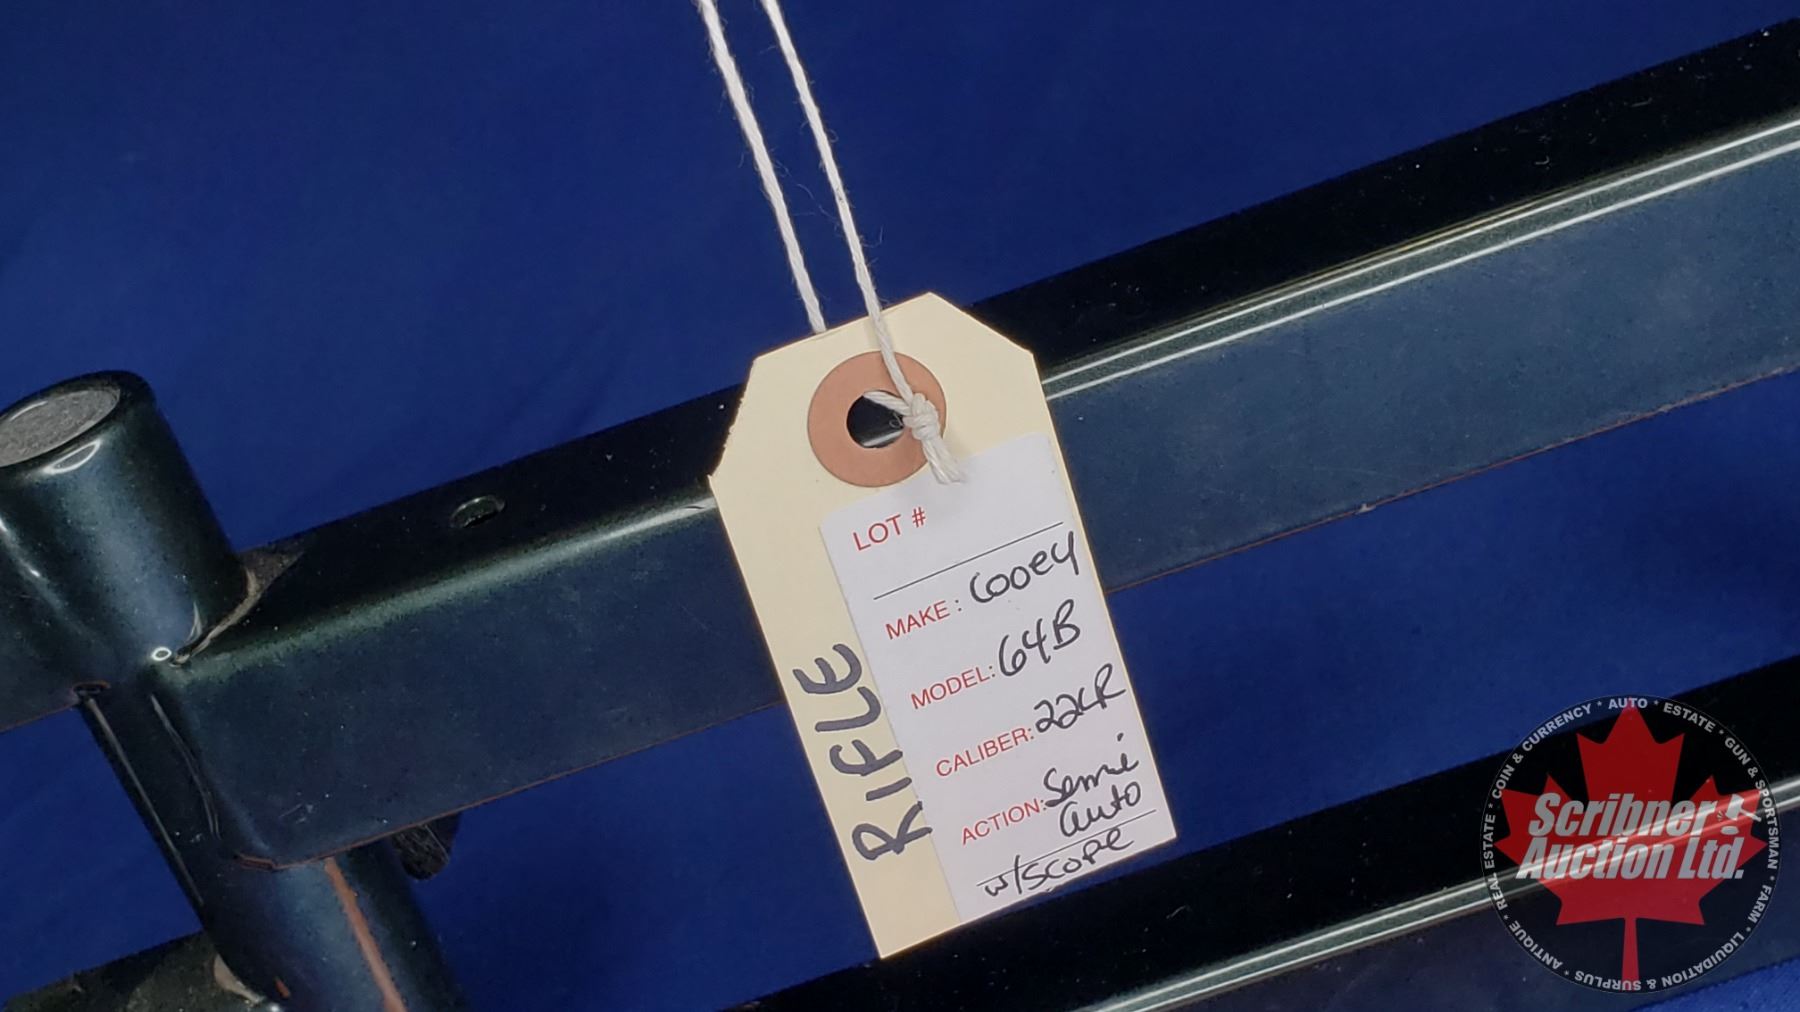 LOT #
MAKE: Cooey
MODEL: 64B
CALIBER: 22LR
ACTION: Semi
auto
w/scope
RIFLE
Scribner !
Auction Ltd.
* REAL ESTATE * COIN & CURRENCY * AUTO * ESTATE * GUN & SPORTSMAN * FARM * LIQUIDATION & SURPLUS * ANTIQUE